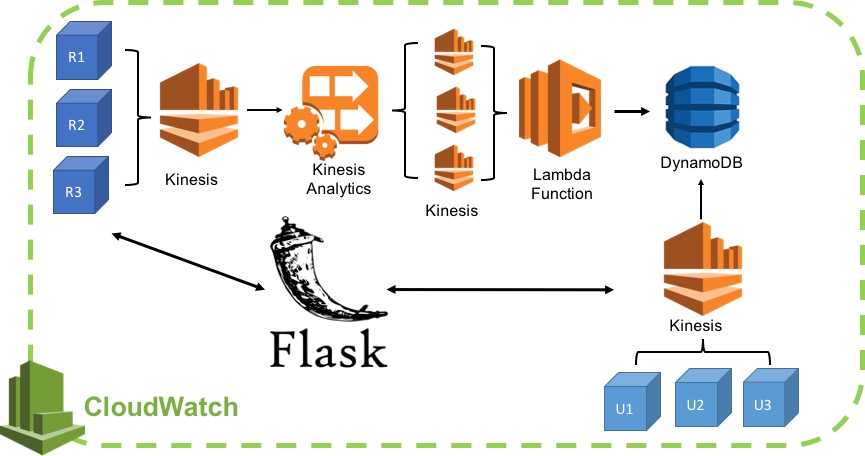 R1
R2
R3
Kinesis
Kinesis
Analytics
Kinesis
Lambda
Function
DynamoDB
Flask
Kinesis
U1
U2
U3
CloudWatch